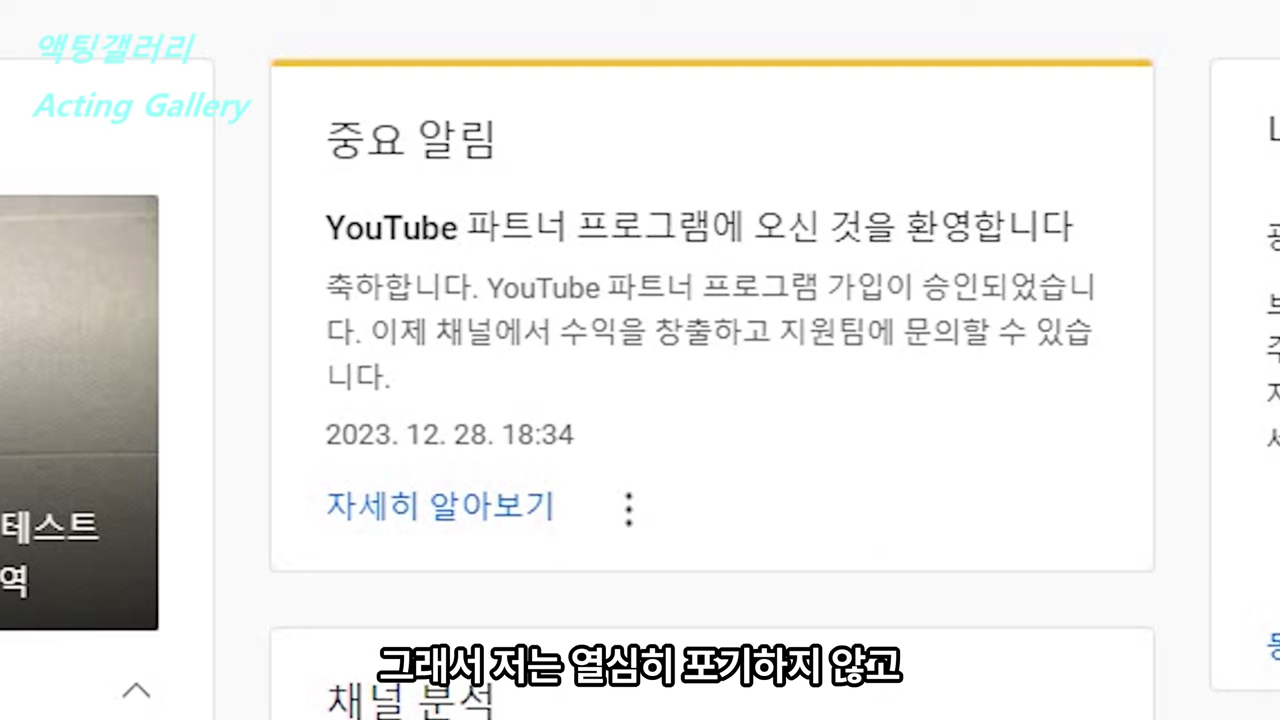 액팅갤러리
Acting Gallery
중요 알림
YouTube 파트너 프로그램에 오신 것을 환영합니다
축하합니다. YouTube 파트너 프로그램 가입이 승인되었습니
다. 이제 채널에서 수익을 창출하고 지원팀에 문의할 수 있습
니다.
2023. 12. 28. 18:34
자세히 알아보기
테스트
역
그래서 저는 열심히 포기하지 않고
채널 분석